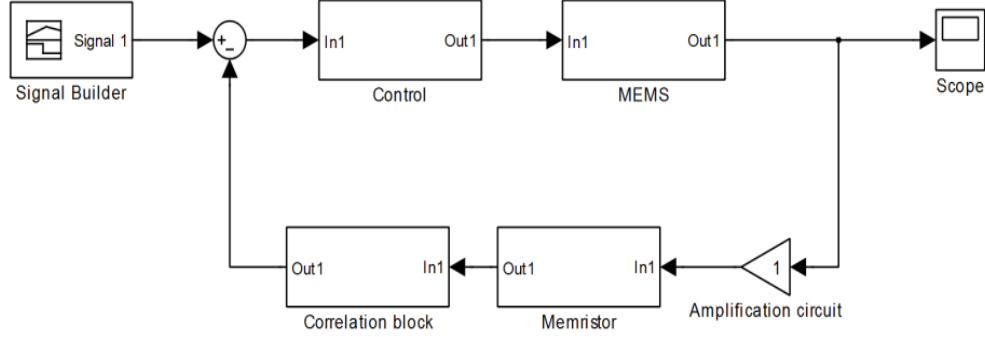 Signal 1
Signal Builder
+
-
In1
Out1
Control
In1
Out1
MEMS
Scope
Out1
In1
Correlation block
Out1
In1
Memristor
1
Amplification circuit